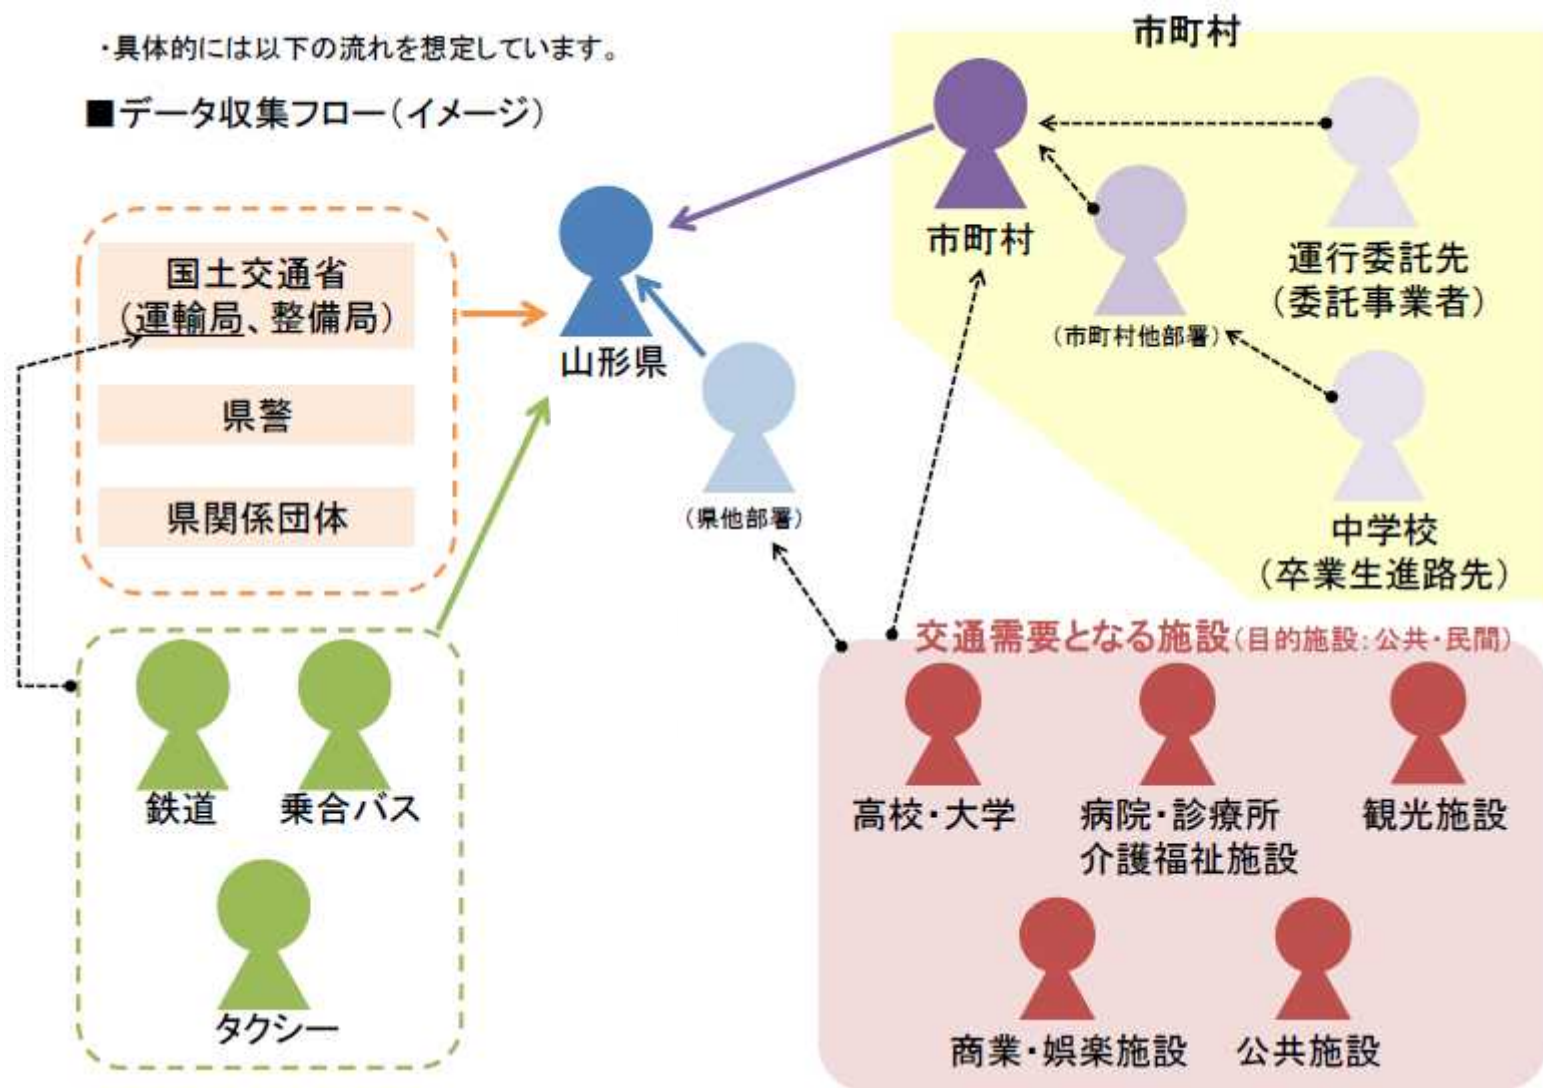 ・具体的には以下の流れを想定しています。
■データ収集フロー（イメージ）
国土交通省
（運輸局、整備局）
県警
県関係団体
山形県
（県他部署）
市町村
市町村
（市町村他部署）
運行委託先
（委託事業者）
中学校
（卒業生進路先）
鉄道
乗合バス
タクシー
交通需要となる施設（目的施設：公共・民間）
高校・大学
病院・診療所
介護福祉施設
観光施設
商業・娯楽施設
公共施設